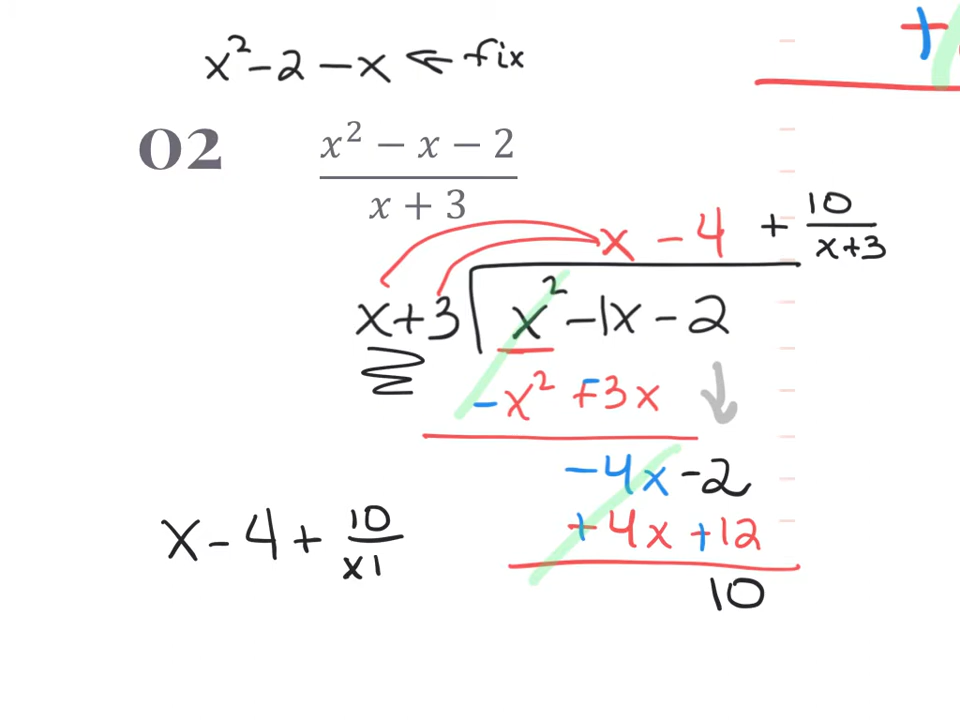 x² - 2 - x ← fix
02
x² − x − 2
x + 3
x - 4 + 10/(x+3)
x+3 x² - 1x - 2
- x² - 3x
- 4x - 2
+ 4x + 12
10
x - 4 + 10/x1